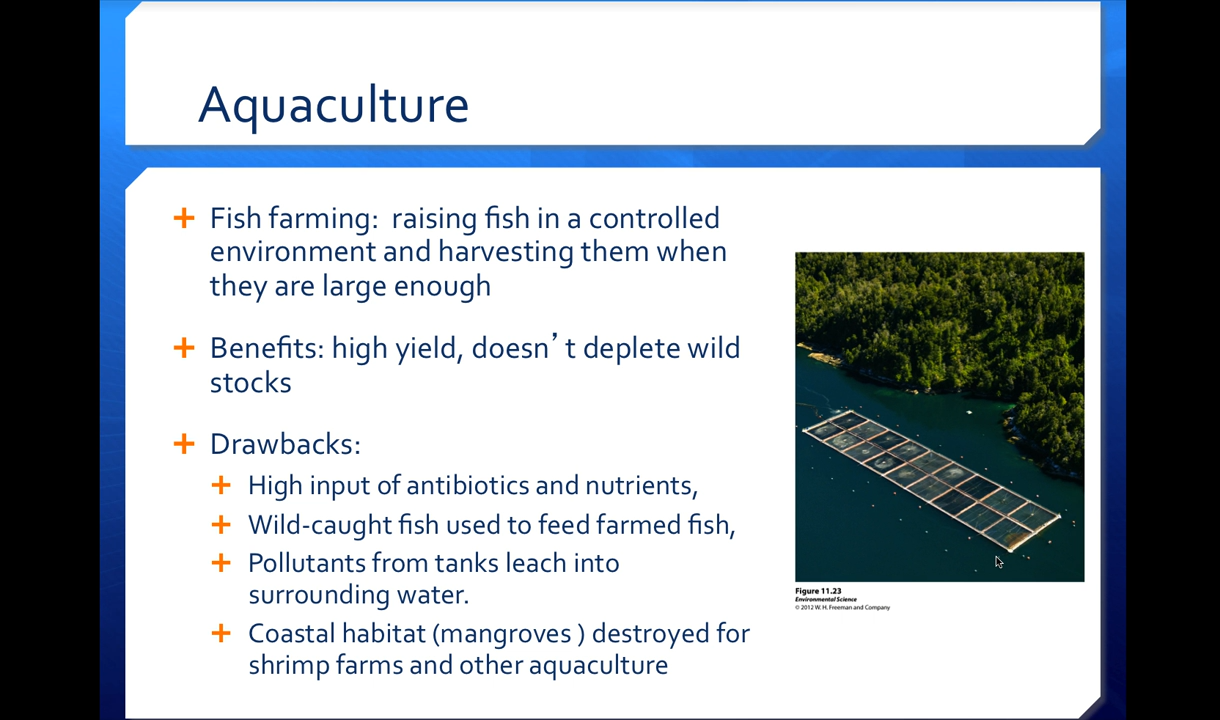 Aquaculture
Fish farming:  raising fish in a controlled
environment and harvesting them when
they are large enough
Benefits: high yield, doesn’t deplete wild
stocks
Drawbacks:
High input of antibiotics and nutrients,
Wild-caught fish used to feed farmed fish,
Pollutants from tanks leach into
surrounding water.
Coastal habitat (mangroves ) destroyed for
shrimp farms and other aquaculture
Figure 11.23
Environmental Science
© 2012 W. H. Freeman and Company